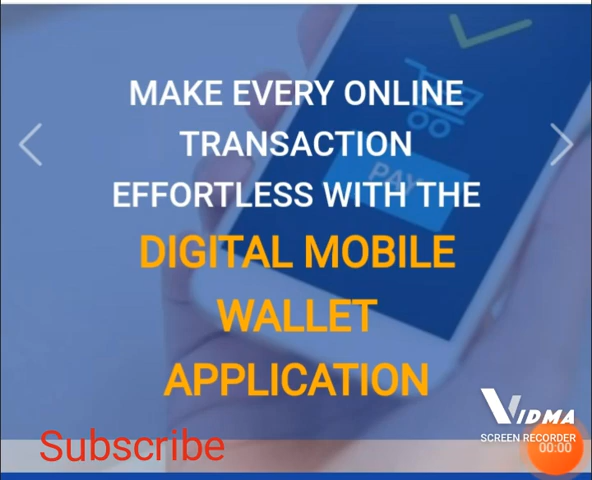 MAKE EVERY ONLINE
TRANSACTION
EFFORTLESS WITH THE
DIGITAL MOBILE
WALLET
APPLICATION
PAY
VIDMA
SCREEN RECORDER
00:00
Subscribe